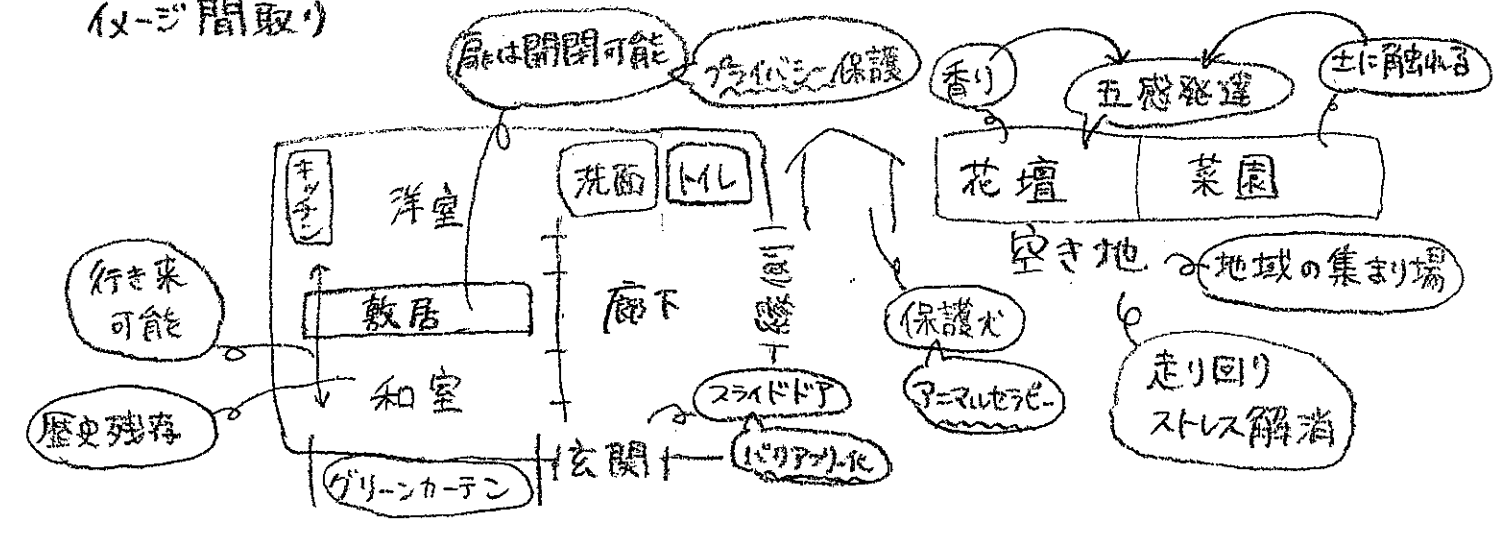 イメージ間取り
扉は開閉可能
プライバシー保護
香り
五感発達
土に触れる
キッチン
洋室
洗面
トイレ
花壇
菜園
行き来
可能
敷居
廊下
空き地
地域の集まり場
保護犬
アニマルセラピー
走り回り
ストレス解消
和室
歴史残存
スライドドア
玄関
バリアフリー化
グリーンカーテン